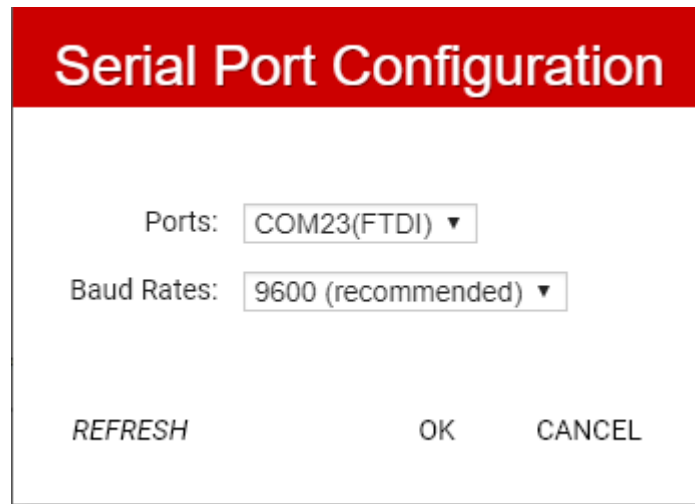 Serial Port Configuration
Ports: COM23(FTDI) ▼
Baud Rates: 9600 (recommended) ▼
REFRESH OK CANCEL